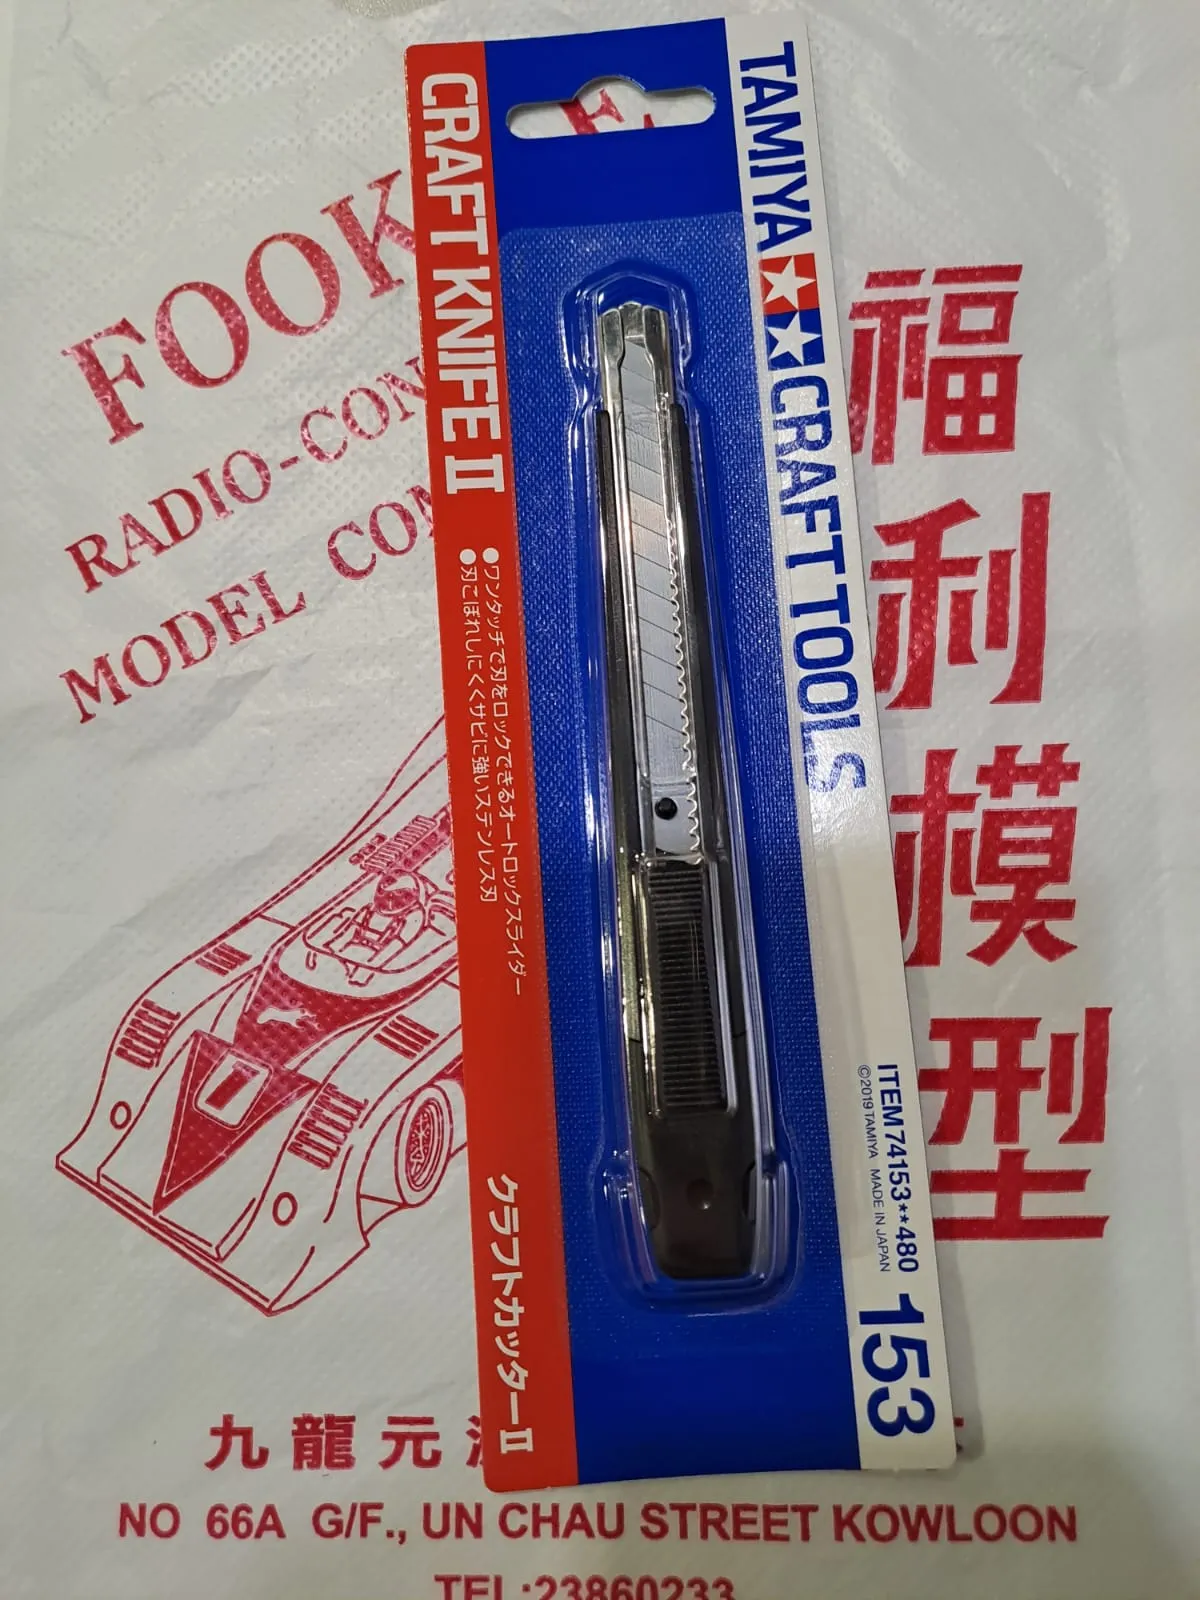 TAMIYA CRAFT TOOLS
CRAFT KNIFE II
●ワンタッチで刃をロックできるオートロックスライダー
●刃こぼれしにくくサビに強いステンレス刃
クラフトカッターII
ITEM 74153**480
©2019 TAMIYA MADE IN JAPAN
153
FOOK
RADIO-CON
MODEL
福利模型
九龍元
NO 66A G/F., UN CHAU STREET KOWLOON
TEL:23860233